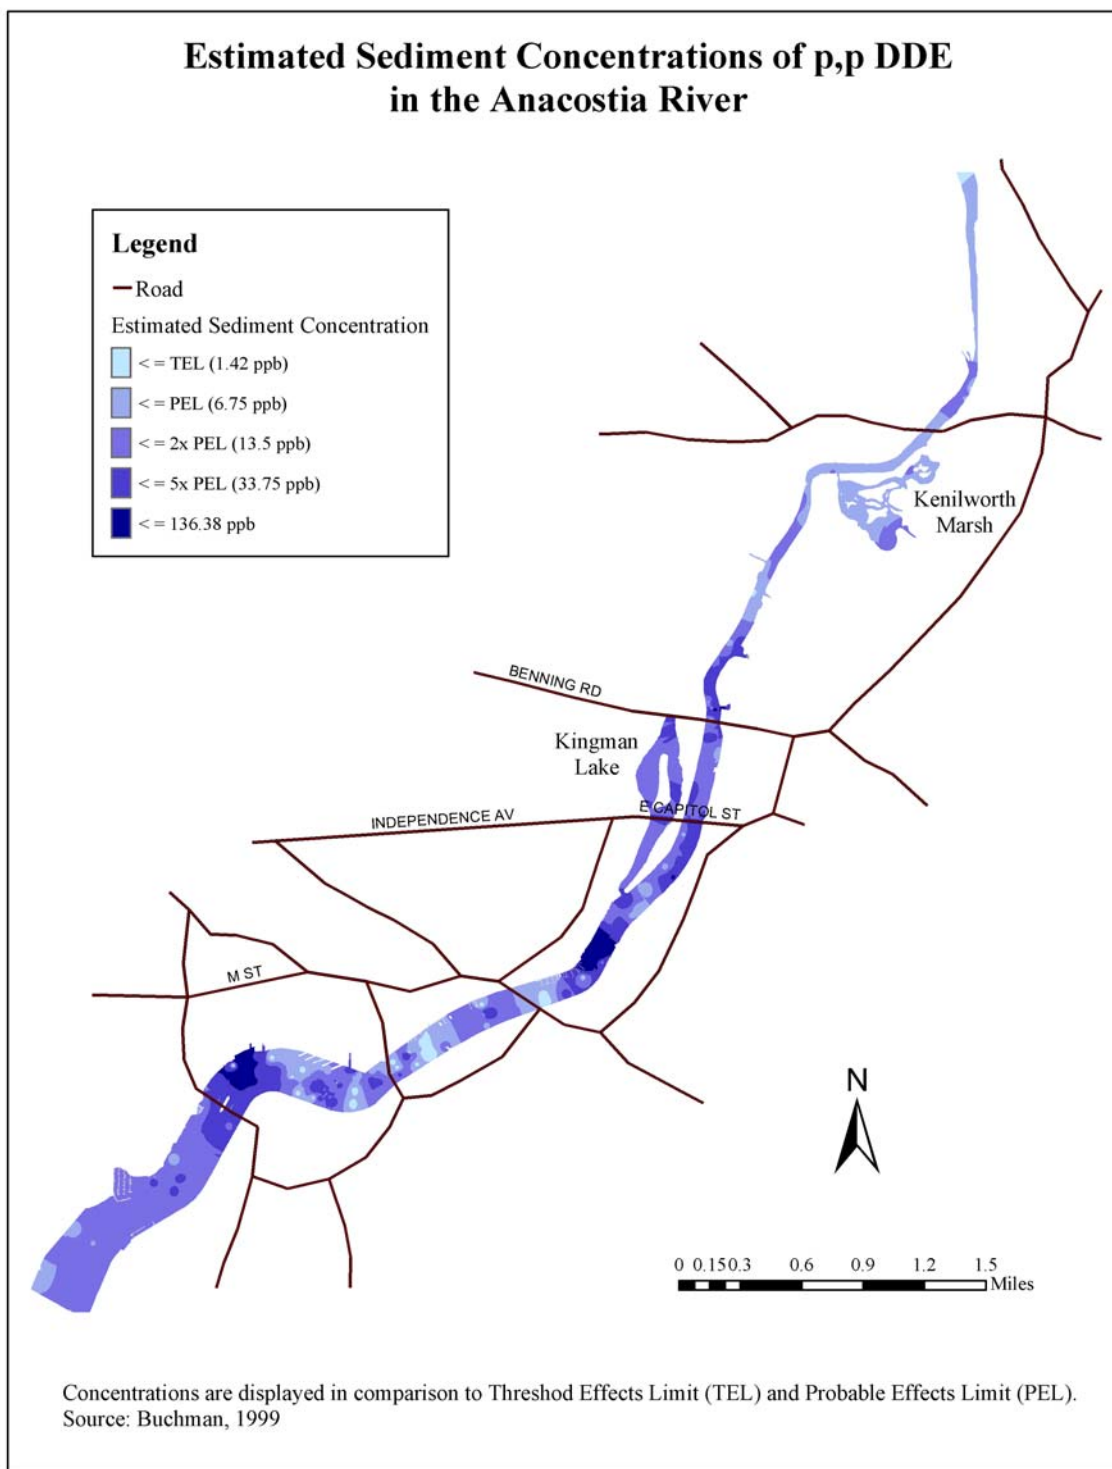 Estimated Sediment Concentrations of p,p DDE
in the Anacostia River
Legend
Road
Estimated Sediment Concentration
< = TEL (1.42 ppb)
< = PEL (6.75 ppb)
< = 2x PEL (13.5 ppb)
< = 5x PEL (33.75 ppb)
< = 136.38 ppb
Kenilworth
Marsh
BENNING RD
Kingman
Lake
E CAPITOL ST
INDEPENDENCE AV
M ST
N
0 0.15 0.3 0.6 0.9 1.2 1.5
Miles
Concentrations are displayed in comparison to Threshod Effects Limit (TEL) and Probable Effects Limit (PEL).
Source: Buchman, 1999